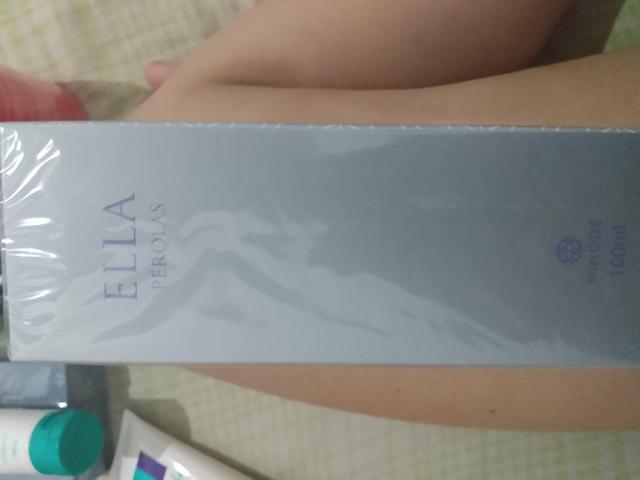 ELLA
PÉROLAS
HINODE
100ml